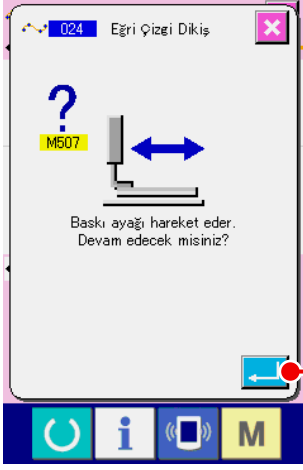 024 Eğri Çizgi Dikiş
?
M507
Baskı ayağı hareket eder.
Devam edecek misiniz?
i
M